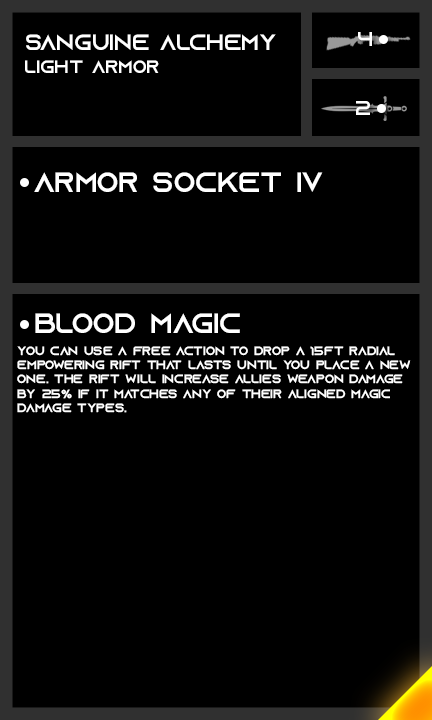 SANGUINE ALCHEMY
LIGHT ARMOR
4•
2•
•ARMOR SOCKET IV
•BLOOD MAGIC
YOU CAN USE A FREE ACTION TO DROP A 15FT RADIAL
EMPOWERING RIFT THAT LASTS UNTIL YOU PLACE A NEW
ONE. THE RIFT WILL INCREASE ALLIES WEAPON DAMAGE
BY 25% IF IT MATCHES ANY OF THEIR ALIGNED MAGIC
DAMAGE TYPES.